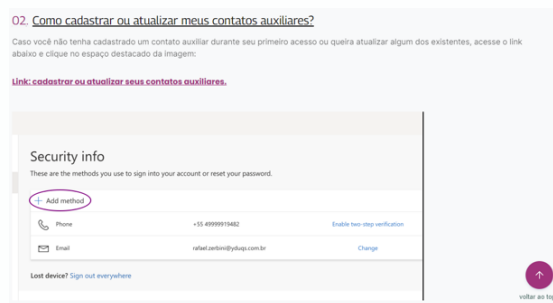 02. Como cadastrar ou atualizar meus contatos auxiliares?
Caso você não tenha cadastrado um contato auxiliar durante seu primeiro acesso ou queira atualizar algum dos existentes, acesse o link
abaixo e clique no espaço destacado da imagem:
Link: cadastrar ou atualizar seus contatos auxiliares.
Security info
These are the methods you use to sign into your account or reset your password.
+ Add method
Phone +55 49999919482 Enable two-step verification
Email rafael.zerbini@yduqs.com.br Change
Lost device? Sign out everywhere
voltar ao top